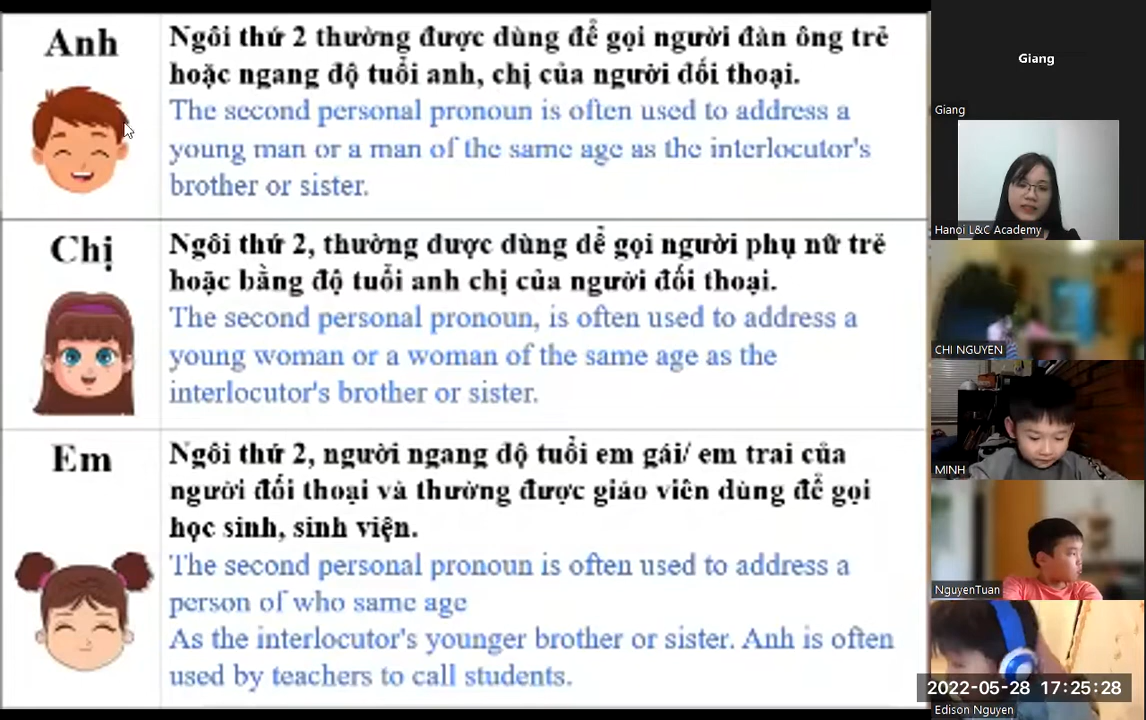 Anh
Ngôi thứ 2 thường được dùng để gọi người đàn ông trẻ
hoặc ngang độ tuổi anh, chị của người đối thoại.
The second personal pronoun is often used to address a
young man or a man of the same age as the interlocutor's
brother or sister.
Chị
Ngôi thứ 2, thường được dùng để gọi người phụ nữ trẻ
hoặc bằng độ tuổi anh chị của người đối thoại.
The second personal pronoun, is often used to address a
young woman or a woman of the same age as the
interlocutor's brother or sister.
Em
Ngôi thứ 2, người ngang độ tuổi em gái/ em trai của
người đối thoại và thường được giáo viên dùng để gọi
học sinh, sinh viên.
The second personal pronoun is often used to address a
person of who same age
As the interlocutor's younger brother or sister. Anh is often
used by teachers to call students.
Giang
Giang
Hanoi L&C Academy
CHI NGUYEN
MINH
NguyenTuan
2022-05-28 17:25:28
Edison Nguyen